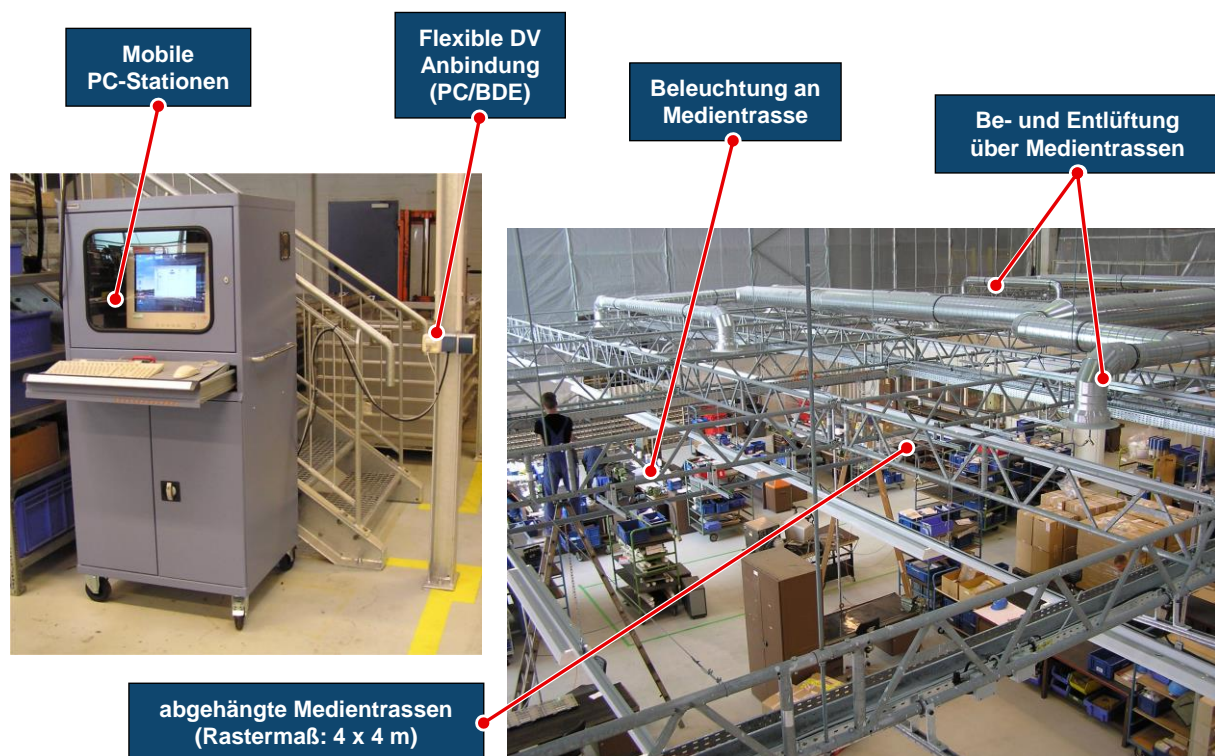 Mobile
PC-Stationen
Flexible DV
Anbindung
(PC/BDE)
Beleuchtung an
Medientrasse
Be- und Entlüftung
über Medientrassen
abgehängte Medientrassen
(Rastermaß: 4 x 4 m)